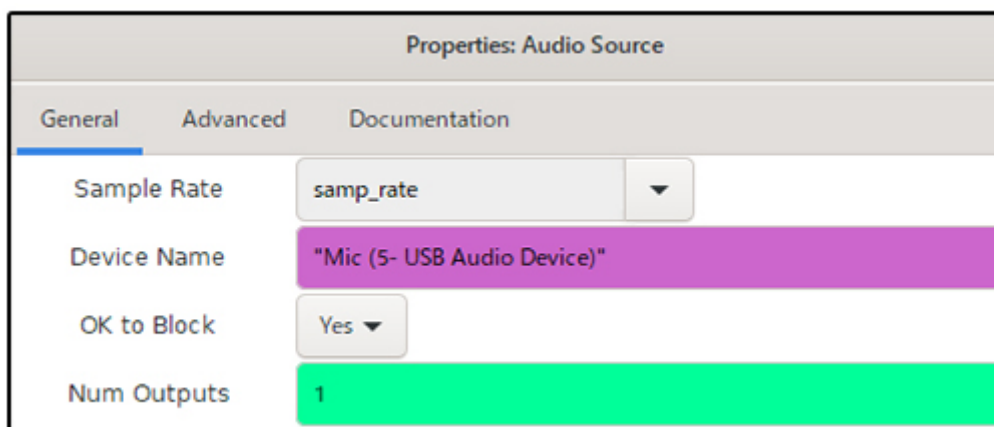 Properties: Audio Source
General Advanced Documentation
Sample Rate samp_rate
Device Name "Mic (5- USB Audio Device)"
OK to Block Yes
Num Outputs 1